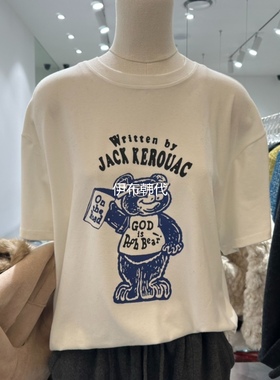 Written by
JACK KEROUAC
伊布韩代
On
the
Road
GOD
is
Pooh Bear